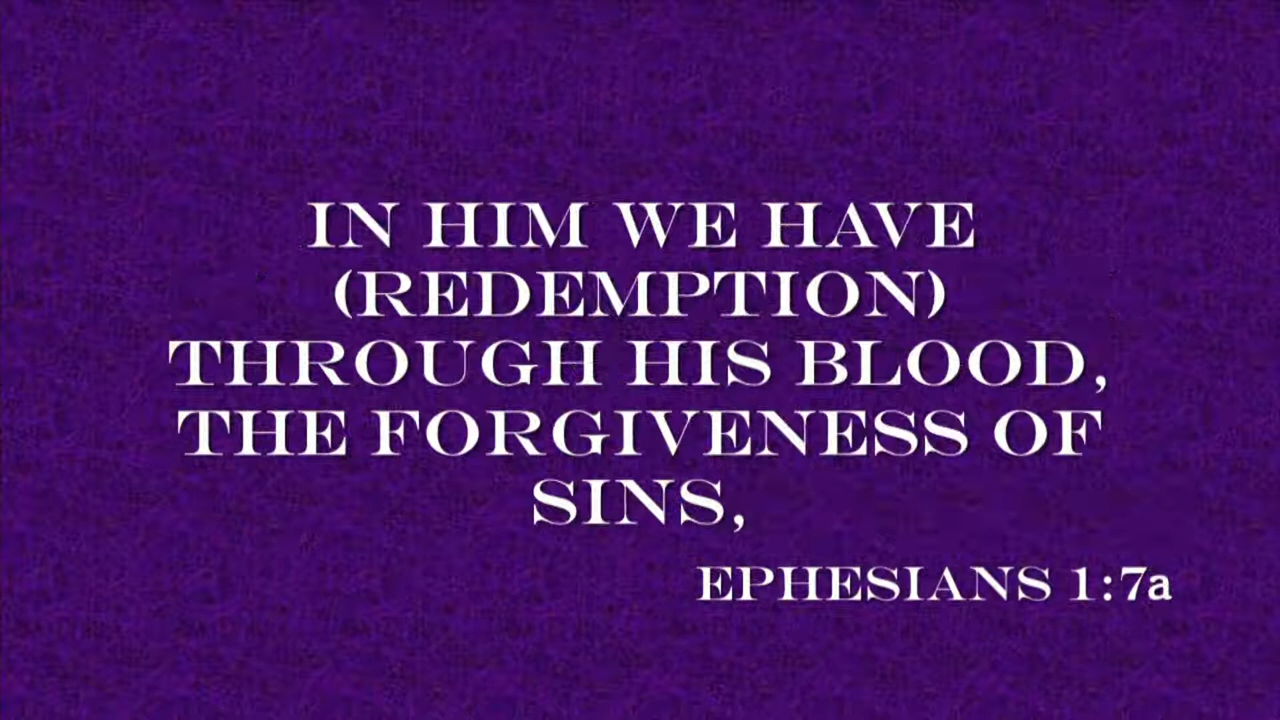 IN HIM WE HAVE
(REDEMPTION)
THROUGH HIS BLOOD,
THE FORGIVENESS OF
SINS,
EPHESIANS 1:7a